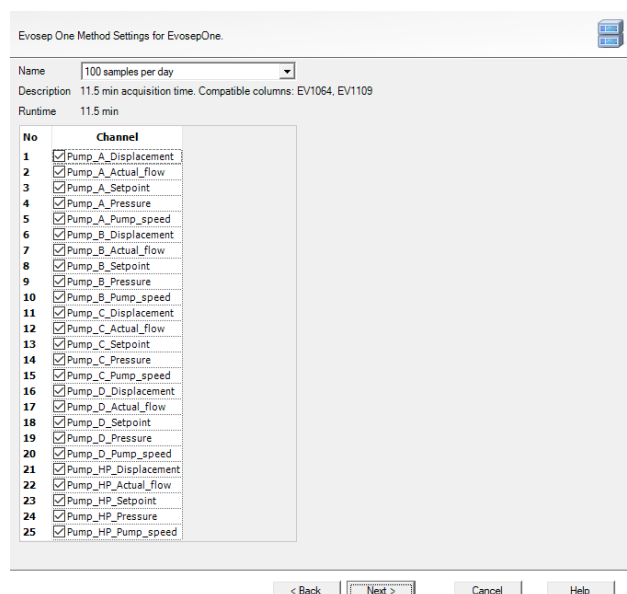 Evosep One Method Settings for EvosepOne.
Name 100 samples per day
Description 11.5 min acquisition time. Compatible columns: EV1064, EV1109
Runtime 11.5 min
No Channel
1 Pump_A_Displacement
2 Pump_A_Actual_flow
3 Pump_A_Setpoint
4 Pump_A_Pressure
5 Pump_A_Pump_speed
6 Pump_B_Displacement
7 Pump_B_Actual_flow
8 Pump_B_Setpoint
9 Pump_B_Pressure
10 Pump_B_Pump_speed
11 Pump_C_Displacement
12 Pump_C_Actual_flow
13 Pump_C_Setpoint
14 Pump_C_Pressure
15 Pump_C_Pump_speed
16 Pump_D_Displacement
17 Pump_D_Actual_flow
18 Pump_D_Setpoint
19 Pump_D_Pressure
20 Pump_D_Pump_speed
21 Pump_HP_Displacement
22 Pump_HP_Actual_flow
23 Pump_HP_Setpoint
24 Pump_HP_Pressure
25 Pump_HP_Pump_speed
< Back Next > Cancel Help